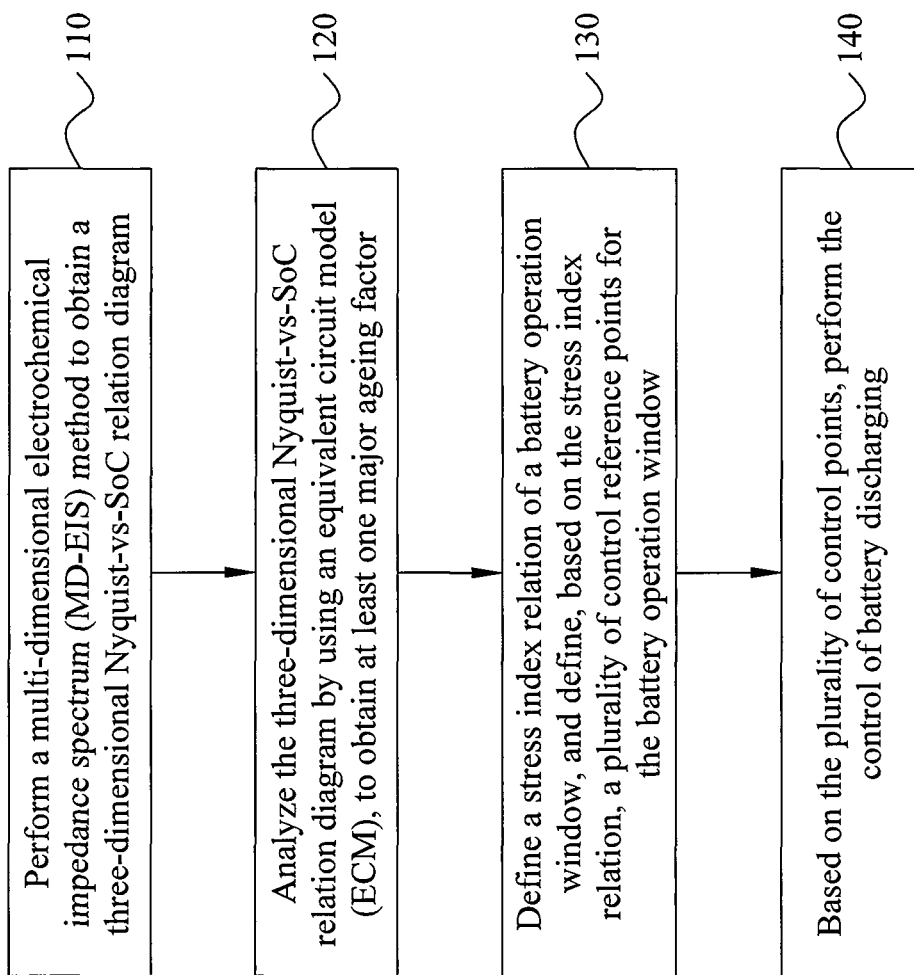 Perform a multi-dimensional electrochemical
impedance spectrum (MD-EIS) method to obtain a
three-dimensional Nyquist-vs-SoC relation diagram
110
Analyze the three-dimensional Nyquist-vs-SoC
relation diagram by using an equivalent circuit model
(ECM), to obtain at least one major ageing factor
120
Define a stress index relation of a battery operation
window, and define, based on the stress index
relation, a plurality of control reference points for
the battery operation window
130
Based on the plurality of control points, perform the
control of battery discharging
140